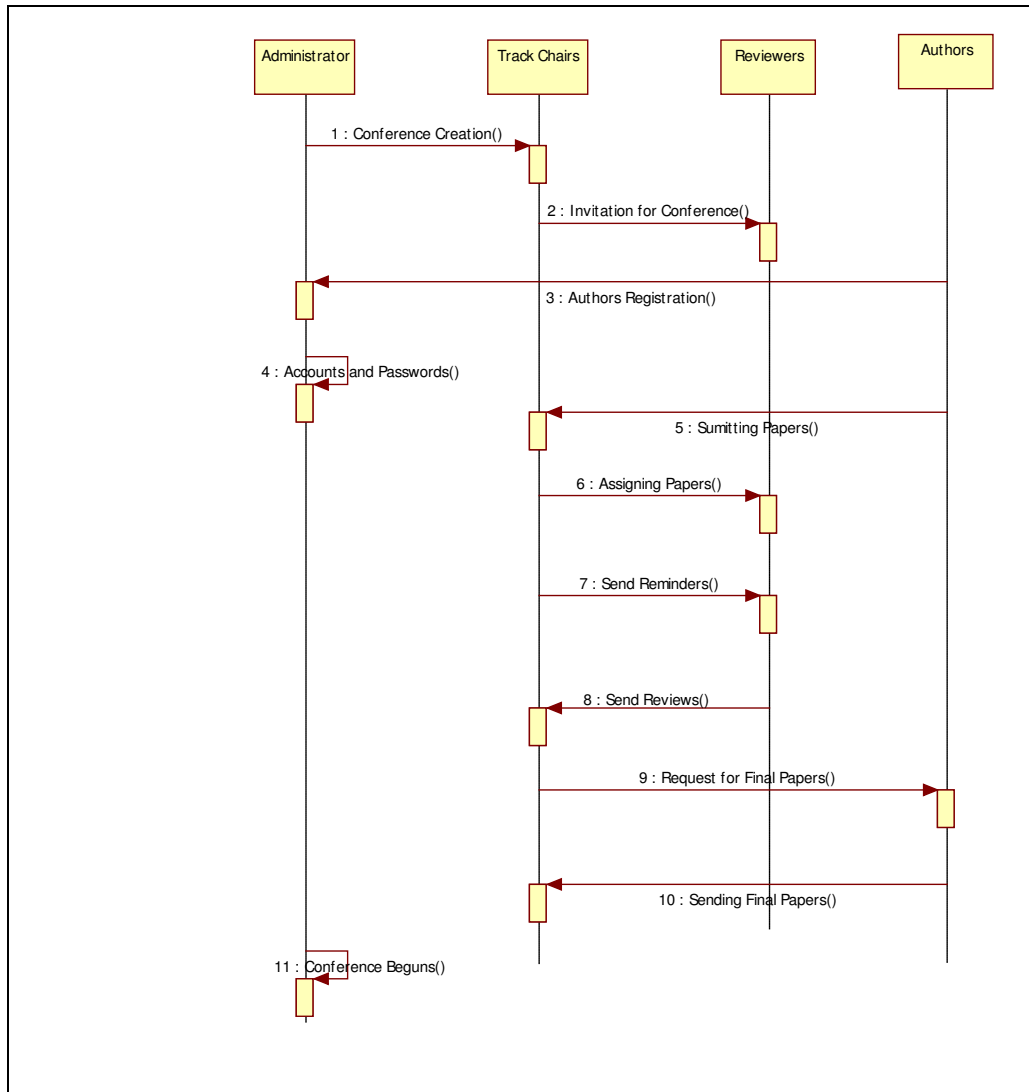 Administrator
Track Chairs
Reviewers
Authors
1 : Conference Creation()
2 : Invitation for Conference()
3 : Authors Registration()
4 : Accounts and Passwords()
5 : Sumitting Papers()
6 : Assigning Papers()
7 : Send Reminders()
8 : Send Reviews()
9 : Request for Final Papers()
10 : Sending Final Papers()
11 : Conference Beguns()